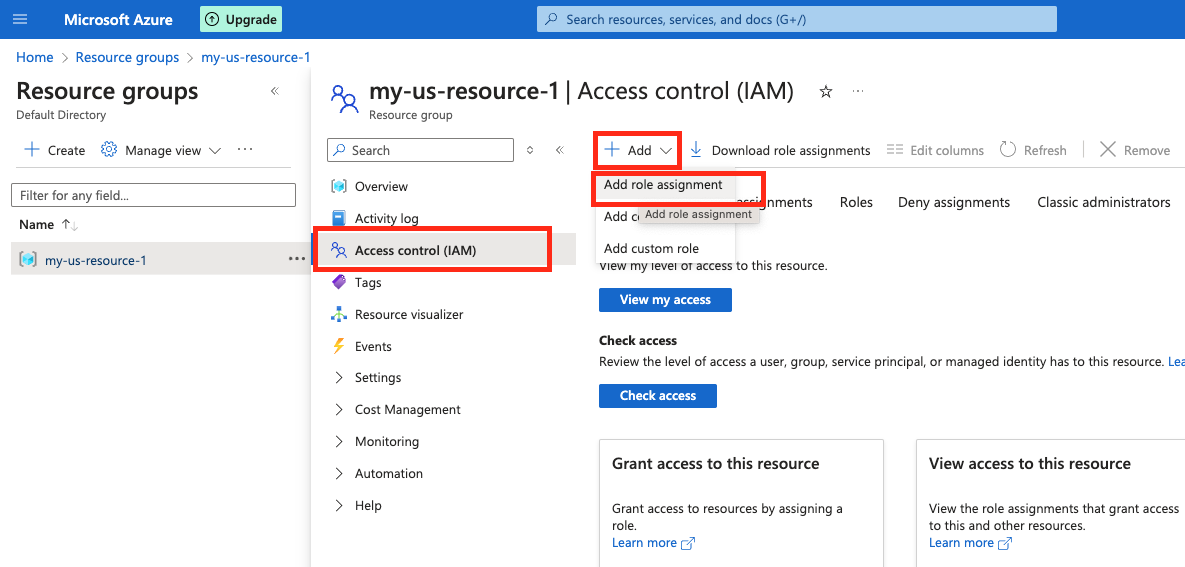 Microsoft Azure
Upgrade
Search resources, services, and docs (G+/)
Home > Resource groups > my-us-resource-1
Resource groups
Default Directory
Create
Manage view
Filter for any field...
Name
my-us-resource-1
my-us-resource-1 | Access control (IAM)
Resource group
Search
Overview
Activity log
Access control (IAM)
Tags
Resource visualizer
Events
Settings
Cost Management
Monitoring
Automation
Help
Add
Download role assignments
Edit columns
Refresh
Remove
Add role assignment
Add role assignment
Add custom role
Roles
Deny assignments
Classic administrators
View my level of access to this resource.
View my access
Check access
Review the level of access a user, group, service principal, or managed identity has to this resource.
Check access
Grant access to this resource
Grant access to resources by assigning a
role.
Learn more
View access to this resource
View the role assignments that grant access
to this and other resources.
Learn more